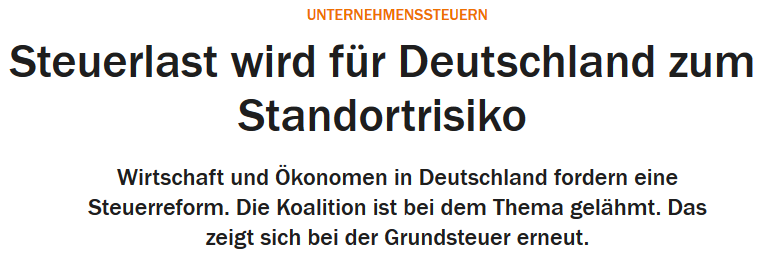 UNTERNEHMENSSTEUERN
Steuerlast wird für Deutschland zum
Standortrisiko
Wirtschaft und Ökonomen in Deutschland fordern eine
Steuerreform. Die Koalition ist bei dem Thema gelähmt. Das
zeigt sich bei der Grundsteuer erneut.